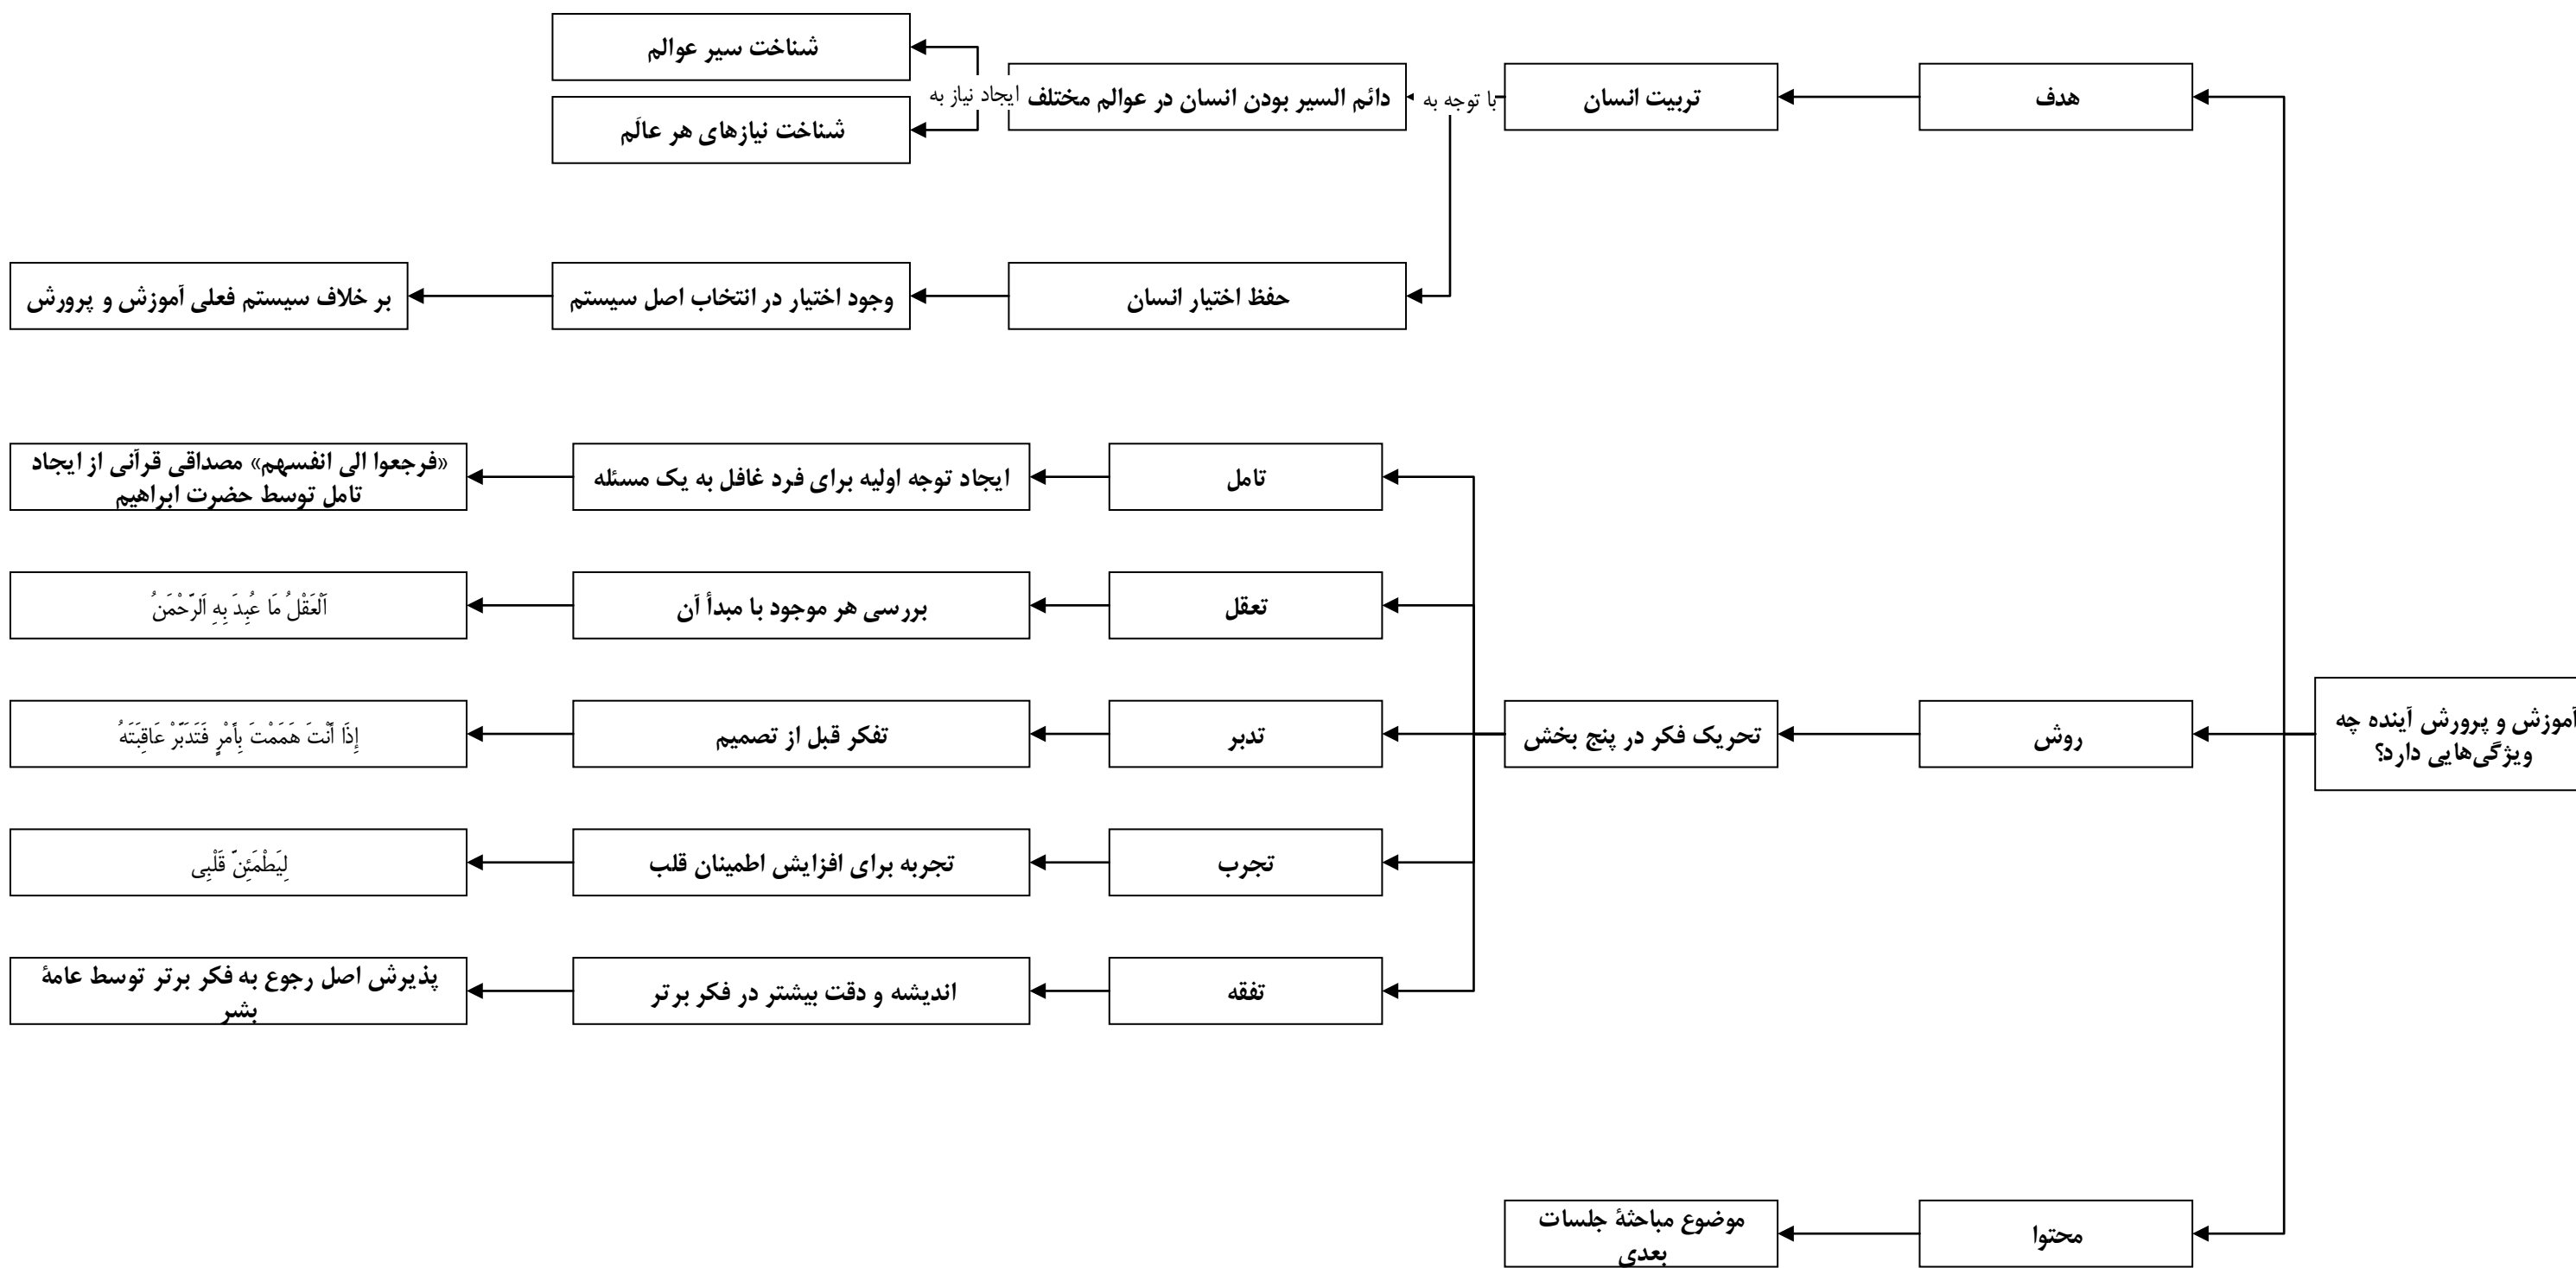 آموزش و پرورش آینده چه
ویژگی‌هایی دارد؟
هدف
تربیت انسان
با توجه به
دائم السیر بودن انسان در عوالم مختلف
ایجاد نیاز به
شناخت سیر عوالم
شناخت نیازهای هر عالَم
حفظ اختیار انسان
وجود اختیار در انتخاب اصل سیستم
بر خلاف سیستم فعلی آموزش و پرورش
روش
تحریک فکر در پنج بخش
تامل
ایجاد توجه اولیه برای فرد غافل به یک مسئله
«فرجعوا الی انفسهم» مصداقی قرآنی از ایجاد
تامل توسط حضرت ابراهیم
تعقل
بررسی هر موجود با مبدأ آن
اَلْعَقْلُ مَا عُبِدَ بِهِ اَلرَّحْمَنُ
تدبر
تفکر قبل از تصمیم
إِذَا أَنْتَ هَمَمْتَ بِأَمْرٍ فَتَدَبَّرْ عَاقِبَتَهُ
تجرب
تجربه برای افزایش اطمینان قلب
لِیَطْمَئِنَّ قَلْبِی
تفقه
اندیشه و دقت بیشتر در فکر برتر
پذیرش اصل رجوع به فکر برتر توسط عامهٔ
بشر
محتوا
موضوع مباحثهٔ جلسات
بعدی